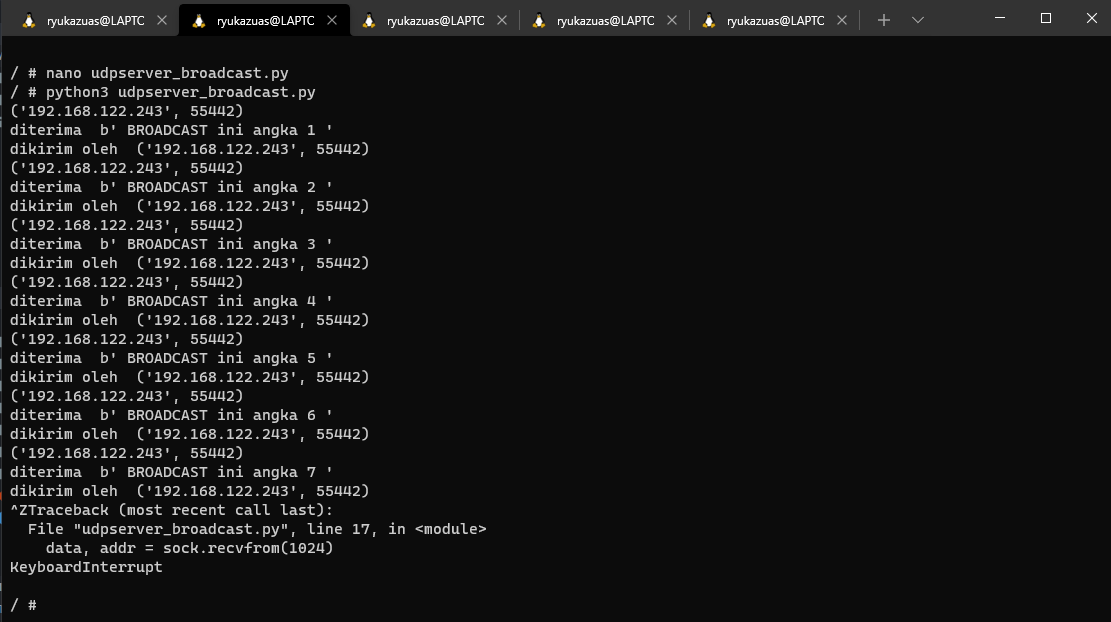 ryukazuas@LAPTC ryukazuas@LAPTC ryukazuas@LAPTC ryukazuas@LAPTC ryukazuas@LAPTC
/ # nano udpserver_broadcast.py
/ # python3 udpserver_broadcast.py
('192.168.122.243', 55442)
diterima  b' BROADCAST ini angka 1 '
dikirim oleh  ('192.168.122.243', 55442)
('192.168.122.243', 55442)
diterima  b' BROADCAST ini angka 2 '
dikirim oleh  ('192.168.122.243', 55442)
('192.168.122.243', 55442)
diterima  b' BROADCAST ini angka 3 '
dikirim oleh  ('192.168.122.243', 55442)
('192.168.122.243', 55442)
diterima  b' BROADCAST ini angka 4 '
dikirim oleh  ('192.168.122.243', 55442)
('192.168.122.243', 55442)
diterima  b' BROADCAST ini angka 5 '
dikirim oleh  ('192.168.122.243', 55442)
('192.168.122.243', 55442)
diterima  b' BROADCAST ini angka 6 '
dikirim oleh  ('192.168.122.243', 55442)
('192.168.122.243', 55442)
diterima  b' BROADCAST ini angka 7 '
dikirim oleh  ('192.168.122.243', 55442)
^ZTraceback (most recent call last):
  File "udpserver_broadcast.py", line 17, in <module>
    data, addr = sock.recvfrom(1024)
KeyboardInterrupt
/ #